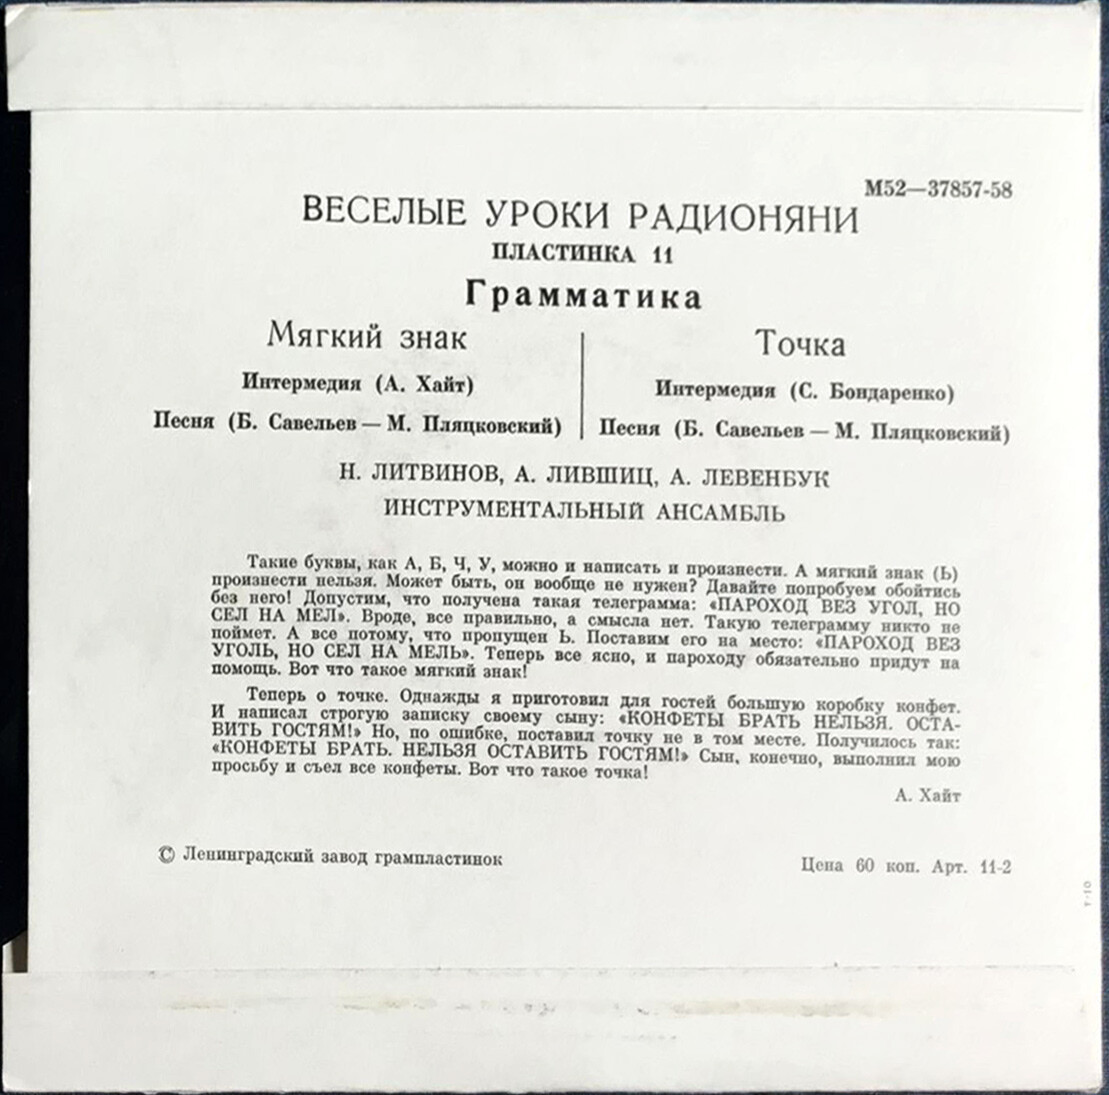 М52—37857-58
ВЕСЕЛЫЕ УРОКИ РАДИОНЯНИ
ПЛАСТИНКА 11
Грамматика
Мягкий знак
Интермедия (А. Хайт)
Песня (Б. Савельев — М. Пляцковский)
Точка
Интермедия (С. Бондаренко)
Песня (Б. Савельев — М. Пляцковский)
Н. ЛИТВИНОВ, А. ЛИВШИЦ, А. ЛЕВЕНБУК
ИНСТРУМЕНТАЛЬНЫЙ АНСАМБЛЬ
Такие буквы, как А, Б, Ч, У, можно и написать и произнести. А мягкий знак (Ь)
произнести нельзя. Может быть, он вообще не нужен? Давайте попробуем обойтись
без него! Допустим, что получена такая телеграмма: «ПАРОХОД ВЕЗ УГОЛ, НО
СЕЛ НА МЕЛ». Вроде, все правильно, а смысла нет. Такую телеграмму никто не
поймет. А все потому, что пропущен Ь. Поставим его на место: «ПАРОХОД ВЕЗ
УГОЛЬ, НО СЕЛ НА МЕЛЬ». Теперь все ясно, и пароходу обязательно придут на
помощь. Вот что такое мягкий знак!
Теперь о точке. Однажды я приготовил для гостей большую коробку конфет.
И написал строгую записку своему сыну: «КОНФЕТЫ БРАТЬ НЕЛЬЗЯ. ОСТА-
ВИТЬ ГОСТЯМ!» Но, по ошибке, поставил точку не в том месте. Получилось так:
«КОНФЕТЫ БРАТЬ. НЕЛЬЗЯ ОСТАВИТЬ ГОСТЯМ!» Сын, конечно, выполнил мою
просьбу и съел все конфеты. Вот что такое точка!
А. Хайт
© Ленинградский завод грампластинок
Цена 60 коп. Арт. 11-2